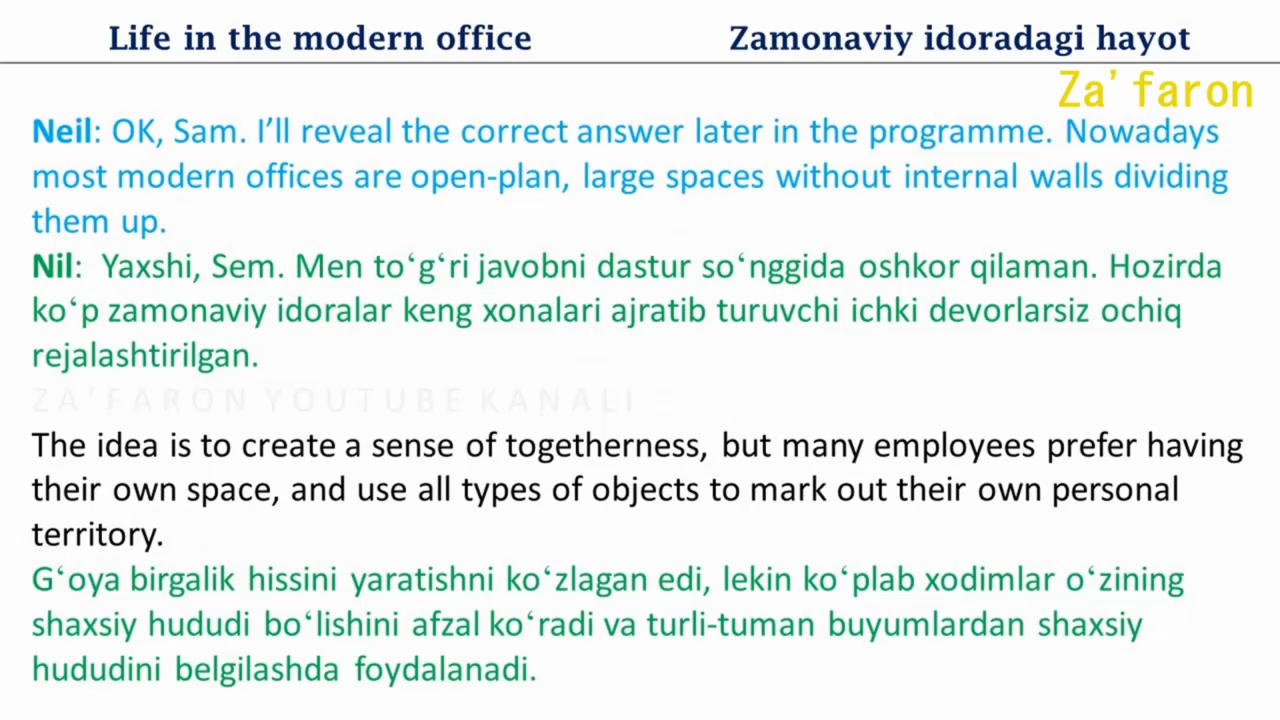 Life in the modern office
Zamonaviy idoradagi hayot
Za'faron
Neil: OK, Sam. I’ll reveal the correct answer later in the programme. Nowadays
most modern offices are open-plan, large spaces without internal walls dividing
them up.
Nil: Yaxshi, Sem. Men to‘g‘ri javobni dastur so‘nggida oshkor qilaman. Hozirda
ko‘p zamonaviy idoralar keng xonalari ajratib turuvchi ichki devorlarsiz ochiq
rejalashtirilgan.
ZA’FARON YOUTUBE KANALI
The idea is to create a sense of togetherness, but many employees prefer having
their own space, and use all types of objects to mark out their own personal
territory.
G‘oya birgalik hissini yaratishni ko‘zlagan edi, lekin ko‘plab xodimlar o‘zining
shaxsiy hududi bo‘lishini afzal ko‘radi va turli-tuman buyumlardan shaxsiy
hududini belgilashda foydalanadi.